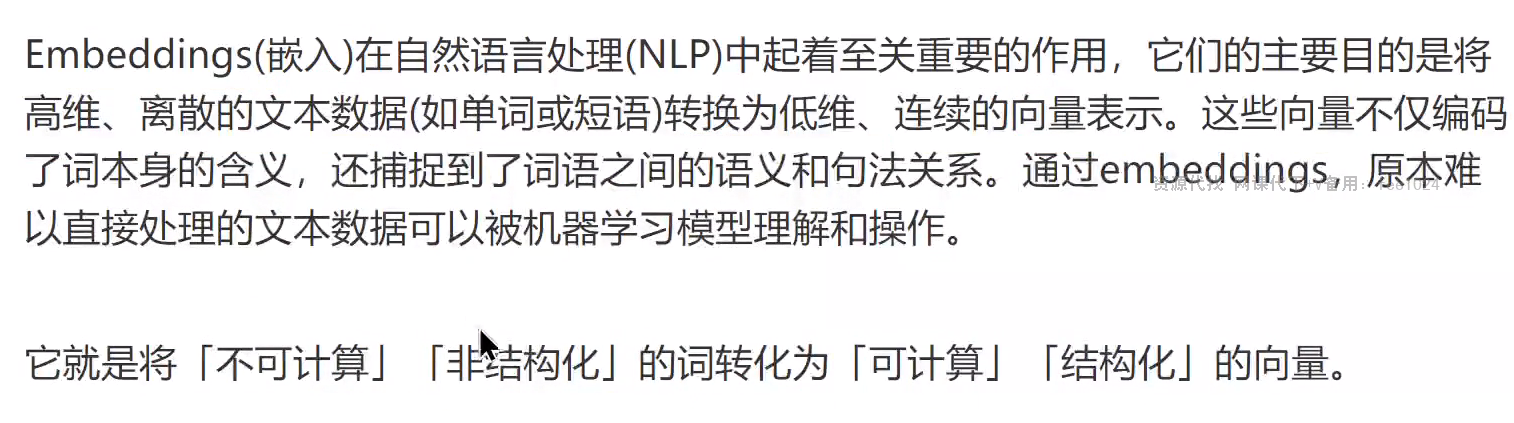 Embeddings(嵌入)在自然语言处理(NLP)中起着至关重要的作用，它们的主要目的是将
高维、离散的文本数据(如单词或短语)转换为低维、连续的向量表示。这些向量不仅编码
了词本身的含义，还捕捉到了词语之间的语义和句法关系。通过embeddings，原本难
资源代找 网课代
以直接处理的文本数据可以被机器学习模型理解和操作。
它就是将「不可计算」「非结构化」的词转化为「可计算」「结构化」的向量。